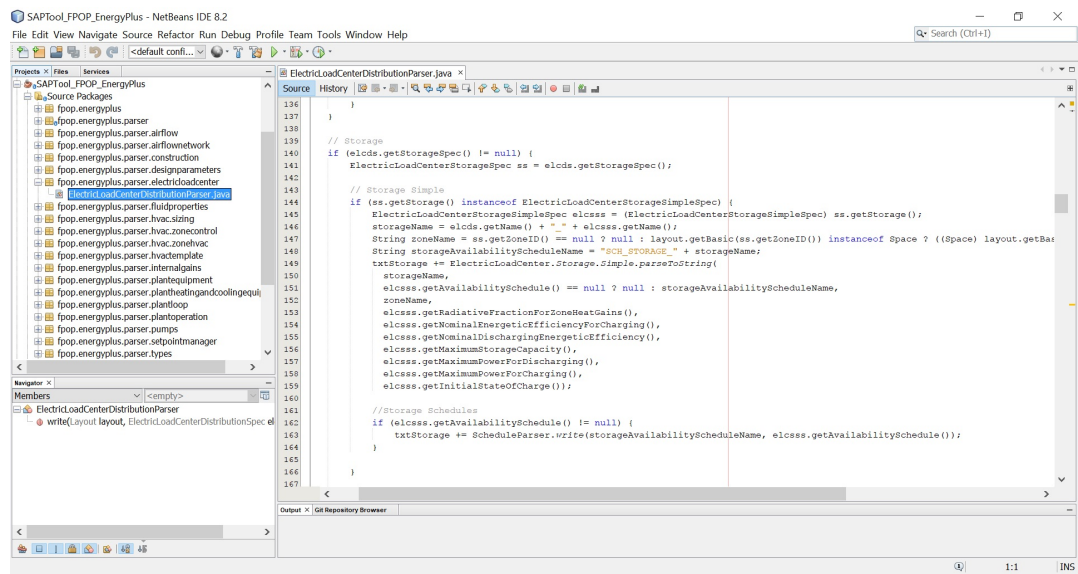 SAPTool_FPOP_EnergyPlus - NetBeans IDE 8.2
File Edit View Navigate Source Refactor Run Debug Profile Team Tools Window Help
Search (Ctrl+I)
<default confi...
Projects Files Services
SAPTool_FPOP_EnergyPlus
Source Packages
fpop.energyplus
fpop.energyplus.parser
fpop.energyplus.parser.airflow
fpop.energyplus.parser.airflownetwork
fpop.energyplus.parser.construction
fpop.energyplus.parser.designparameters
fpop.energyplus.parser.electricloadcenter
ElectricLoadCenterDistributionParser.java
fpop.energyplus.parser.fluidproperties
fpop.energyplus.parser.hvac.sizing
fpop.energyplus.parser.hvac.zonecontrol
fpop.energyplus.parser.hvac.zonehvac
fpop.energyplus.parser.hvactemplate
fpop.energyplus.parser.internalgains
fpop.energyplus.parser.plantequipment
fpop.energyplus.parser.plantheatingandcoolingequi
fpop.energyplus.parser.plantloop
fpop.energyplus.parser.plantoperation
fpop.energyplus.parser.pumps
fpop.energyplus.parser.setpointmanager
fpop.energyplus.parser.types
Navigator
Members <empty>
ElectricLoadCenterDistributionParser
write(Layout layout, ElectricLoadCenterDistributionSpec el
ElectricLoadCenterDistributionParser.java
Source History
136 }
137 }
138
139 // Storage
140 if (elcds.getStorageSpec() != null) {
141 ElectricLoadCenterStorageSpec ss = elcds.getStorageSpec();
142
143 // Storage Simple
144 if (ss.getStorage() instanceof ElectricLoadCenterStorageSimpleSpec) {
145 ElectricLoadCenterStorageSimpleSpec elcsss = (ElectricLoadCenterStorageSimpleSpec) ss.getStorage();
146 storageName = elcds.getName() + "_" + elcsss.getName();
147 String zoneName = ss.getZoneID() == null ? null : layout.getBasic(ss.getZoneID()) instanceof Space ? ((Space) layout.getBas
148 String storageAvailabilityScheduleName = "SCH_STORAGE_" + storageName;
149 txtStorage += ElectricLoadCenter.Storage.Simple.parseToString(
150 storageName,
151 elcsss.getAvailabilitySchedule() == null ? null : storageAvailabilityScheduleName,
152 zoneName,
153 elcsss.getRadiativeFractionForZoneHeatGains(),
154 elcsss.getNominalEnergeticEfficiencyForCharging(),
155 elcsss.getNominalDischargingEnergeticEfficiency(),
156 elcsss.getMaximumStorageCapacity(),
157 elcsss.getMaximumPowerForDischarging(),
158 elcsss.getMaximumPowerForCharging(),
159 elcsss.getInitialStateOfCharge());
160
161 //Storage Schedules
162 if (elcsss.getAvailabilitySchedule() != null) {
163 txtStorage += ScheduleParser.write(storageAvailabilityScheduleName, elcsss.getAvailabilitySchedule());
164 }
165
166 }
167
Output Git Repository Browser
1:1 INS